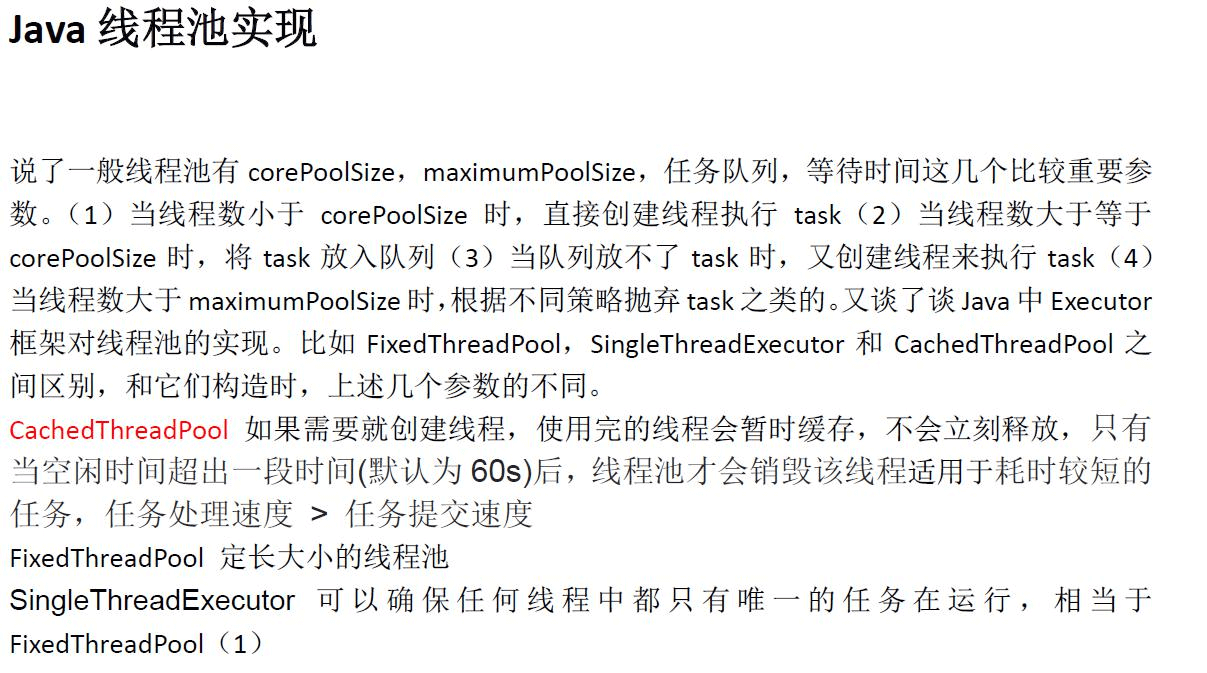 Java 线程池实现
说了一般线程池有 corePoolSize，maximumPoolSize，任务队列，等待时间这几个比较重要参
数。（1）当线程数小于 corePoolSize 时，直接创建线程执行 task（2）当线程数大于等于
corePoolSize 时，将 task 放入队列（3）当队列放不了 task 时，又创建线程来执行 task（4）
当线程数大于 maximumPoolSize 时，根据不同策略抛弃 task 之类的。又谈了谈 Java 中 Executor
框架对线程池的实现。比如 FixedThreadPool，SingleThreadExecutor 和 CachedThreadPool 之
间区别，和它们构造时，上述几个参数的不同。
CachedThreadPool 如果需要就创建线程，使用完的线程会暂时缓存，不会立刻释放，只有
当空闲时间超出一段时间(默认为 60s)后，线程池才会销毁该线程适用于耗时较短的
任务，任务处理速度 > 任务提交速度
FixedThreadPool 定长大小的线程池
SingleThreadExecutor 可以确保任何线程中都只有唯一的任务在运行，相当于
FixedThreadPool（1）